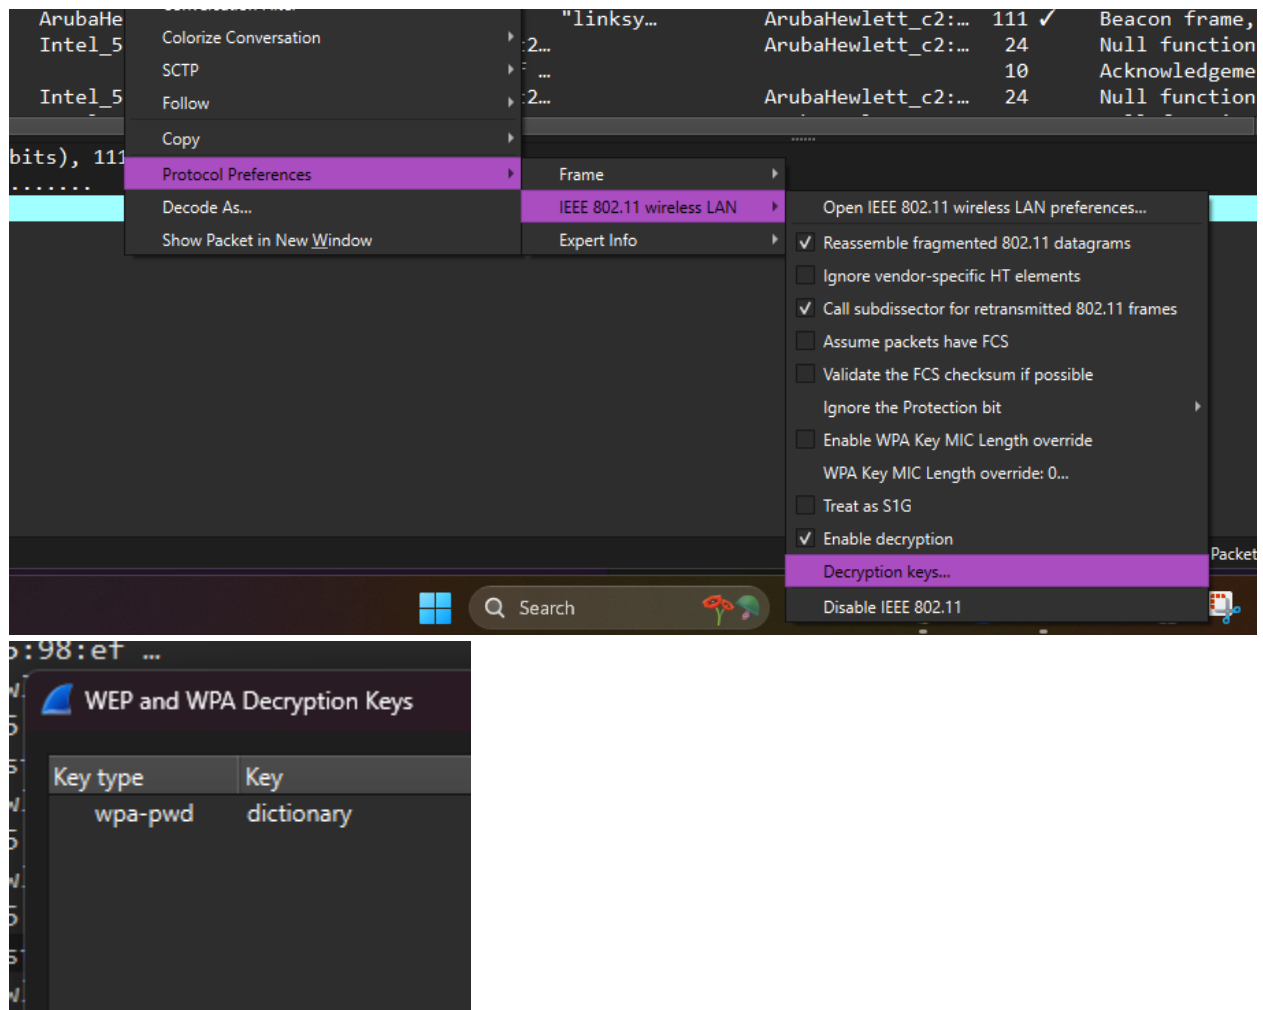 ArubaHe
"linksy… ArubaHewlett_c2:… 111 ✓ Beacon frame,
Colorize Conversation
Intel_5 :2… ArubaHewlett_c2:… 24 Null function
SCTP
… 10 Acknowledgeme
Follow
Intel_5 :2… ArubaHewlett_c2:… 24 Null function
Copy
bits), 111
Protocol Preferences
.......
Frame
Decode As...
IEEE 802.11 wireless LAN
Open IEEE 802.11 wireless LAN preferences...
Show Packet in New Window
Expert Info
Reassemble fragmented 802.11 datagrams
Ignore vendor-specific HT elements
Call subdissector for retransmitted 802.11 frames
Assume packets have FCS
Validate the FCS checksum if possible
Ignore the Protection bit
Enable WPA Key MIC Length override
WPA Key MIC Length override: 0...
Treat as S1G
Enable decryption
Packet
Decryption keys...
Disable IEEE 802.11
Search
:98:ef …
WEP and WPA Decryption Keys
Key type Key
wpa-pwd dictionary